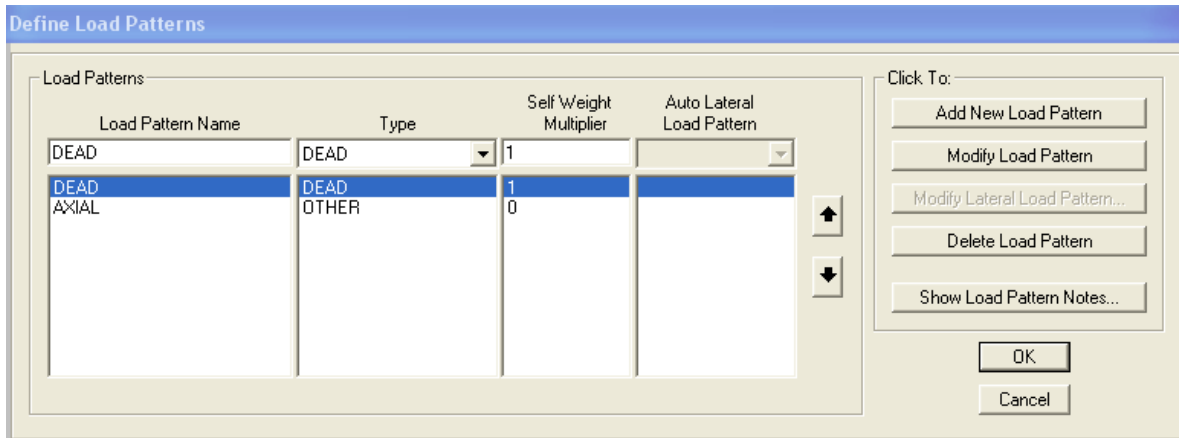 Define Load Patterns
Load Patterns
Load Pattern Name Type Self Weight Multiplier Auto Lateral Load Pattern
DEAD DEAD 1
DEAD DEAD 1
AXIAL OTHER 0
Click To:
Add New Load Pattern
Modify Load Pattern
Modify Lateral Load Pattern...
Delete Load Pattern
Show Load Pattern Notes...
OK
Cancel